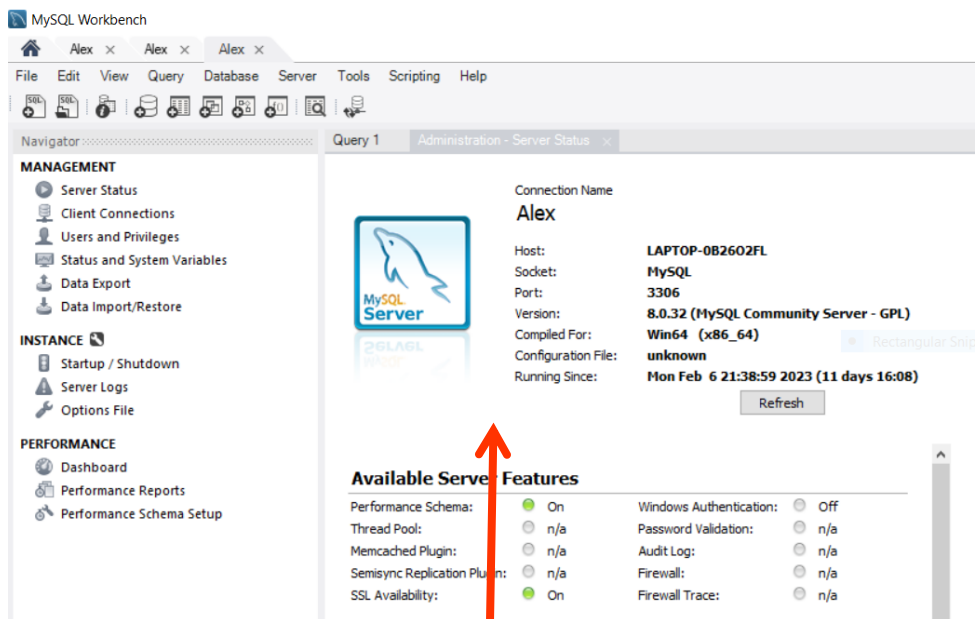 MySQL Workbench
Alex × Alex × Alex ×
File Edit View Query Database Server Tools Scripting Help
SQL SQL
Navigator
Query 1 Administration - Server Status ×
MANAGEMENT
Server Status
Client Connections
Users and Privileges
Status and System Variables
Data Export
Data Import/Restore
INSTANCE
Startup / Shutdown
Server Logs
Options File
PERFORMANCE
Dashboard
Performance Reports
Performance Schema Setup
MySQL
Server
Connection Name
Alex
Host: LAPTOP-0B26O2FL
Socket: MySQL
Port: 3306
Version: 8.0.32 (MySQL Community Server - GPL)
Compiled For: Win64 (x86_64)
Configuration File: unknown
Running Since: Mon Feb 6 21:38:59 2023 (11 days 16:08)
Rectangular Snip
Refresh
Available Server Features
Performance Schema: On Windows Authentication: Off
Thread Pool: n/a Password Validation: n/a
Memcached Plugin: n/a Audit Log: n/a
Semisync Replication Plugin: n/a Firewall: n/a
SSL Availability: On Firewall Trace: n/a